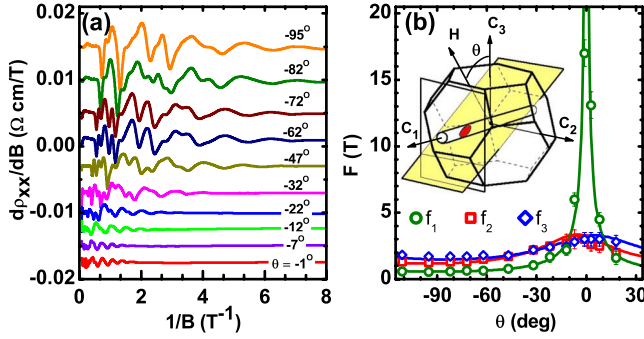 (a)
dρxx/dB (Ω cm/T)
0.02
0.01
0.00
-0.01
-0.02
-95°
-82°
-72°
-62°
-47°
-32°
-22°
-12°
-7°
θ = -1°
0 2 4 6 8
1/B (T⁻¹)
(b)
F (T)
20
15
10
5
0
H θ C₃
C₁ C₂
f₁ f₂ f₃
-90 -60 -30 0 30
θ (deg)